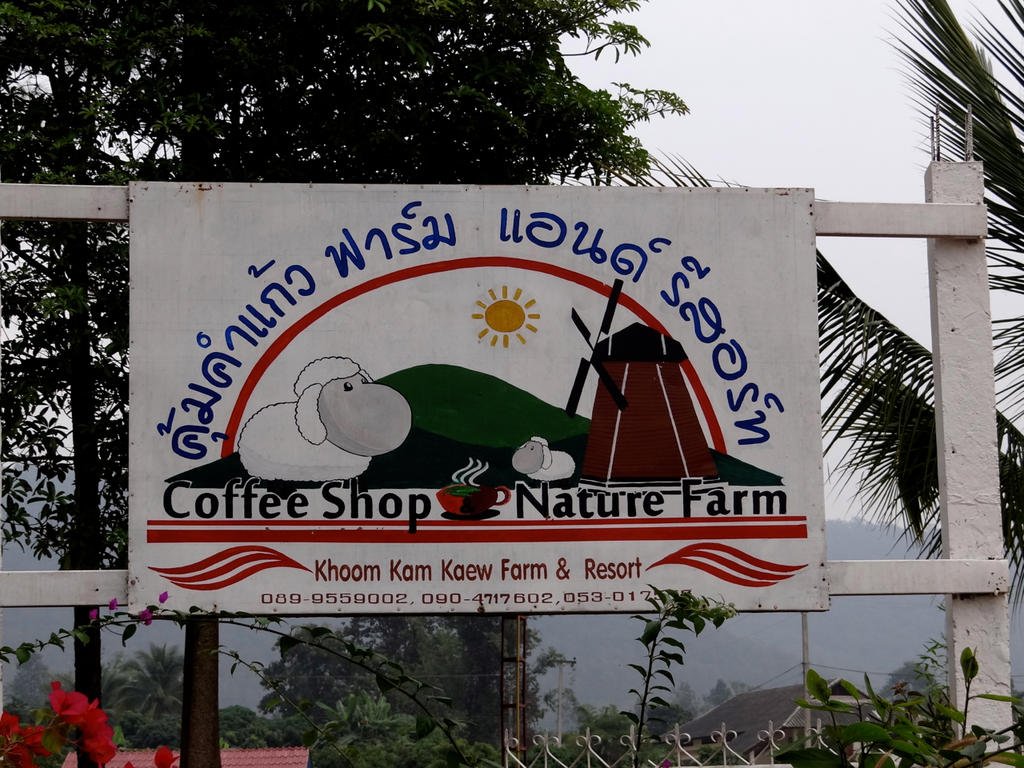 คุ้มคำแก้ว ฟาร์ม แอนด์ รีสอร์ท
Coffee Shop Nature Farm
Khoom Kam Kaew Farm & Resort
089-9559002, 090-4717602, 053-017